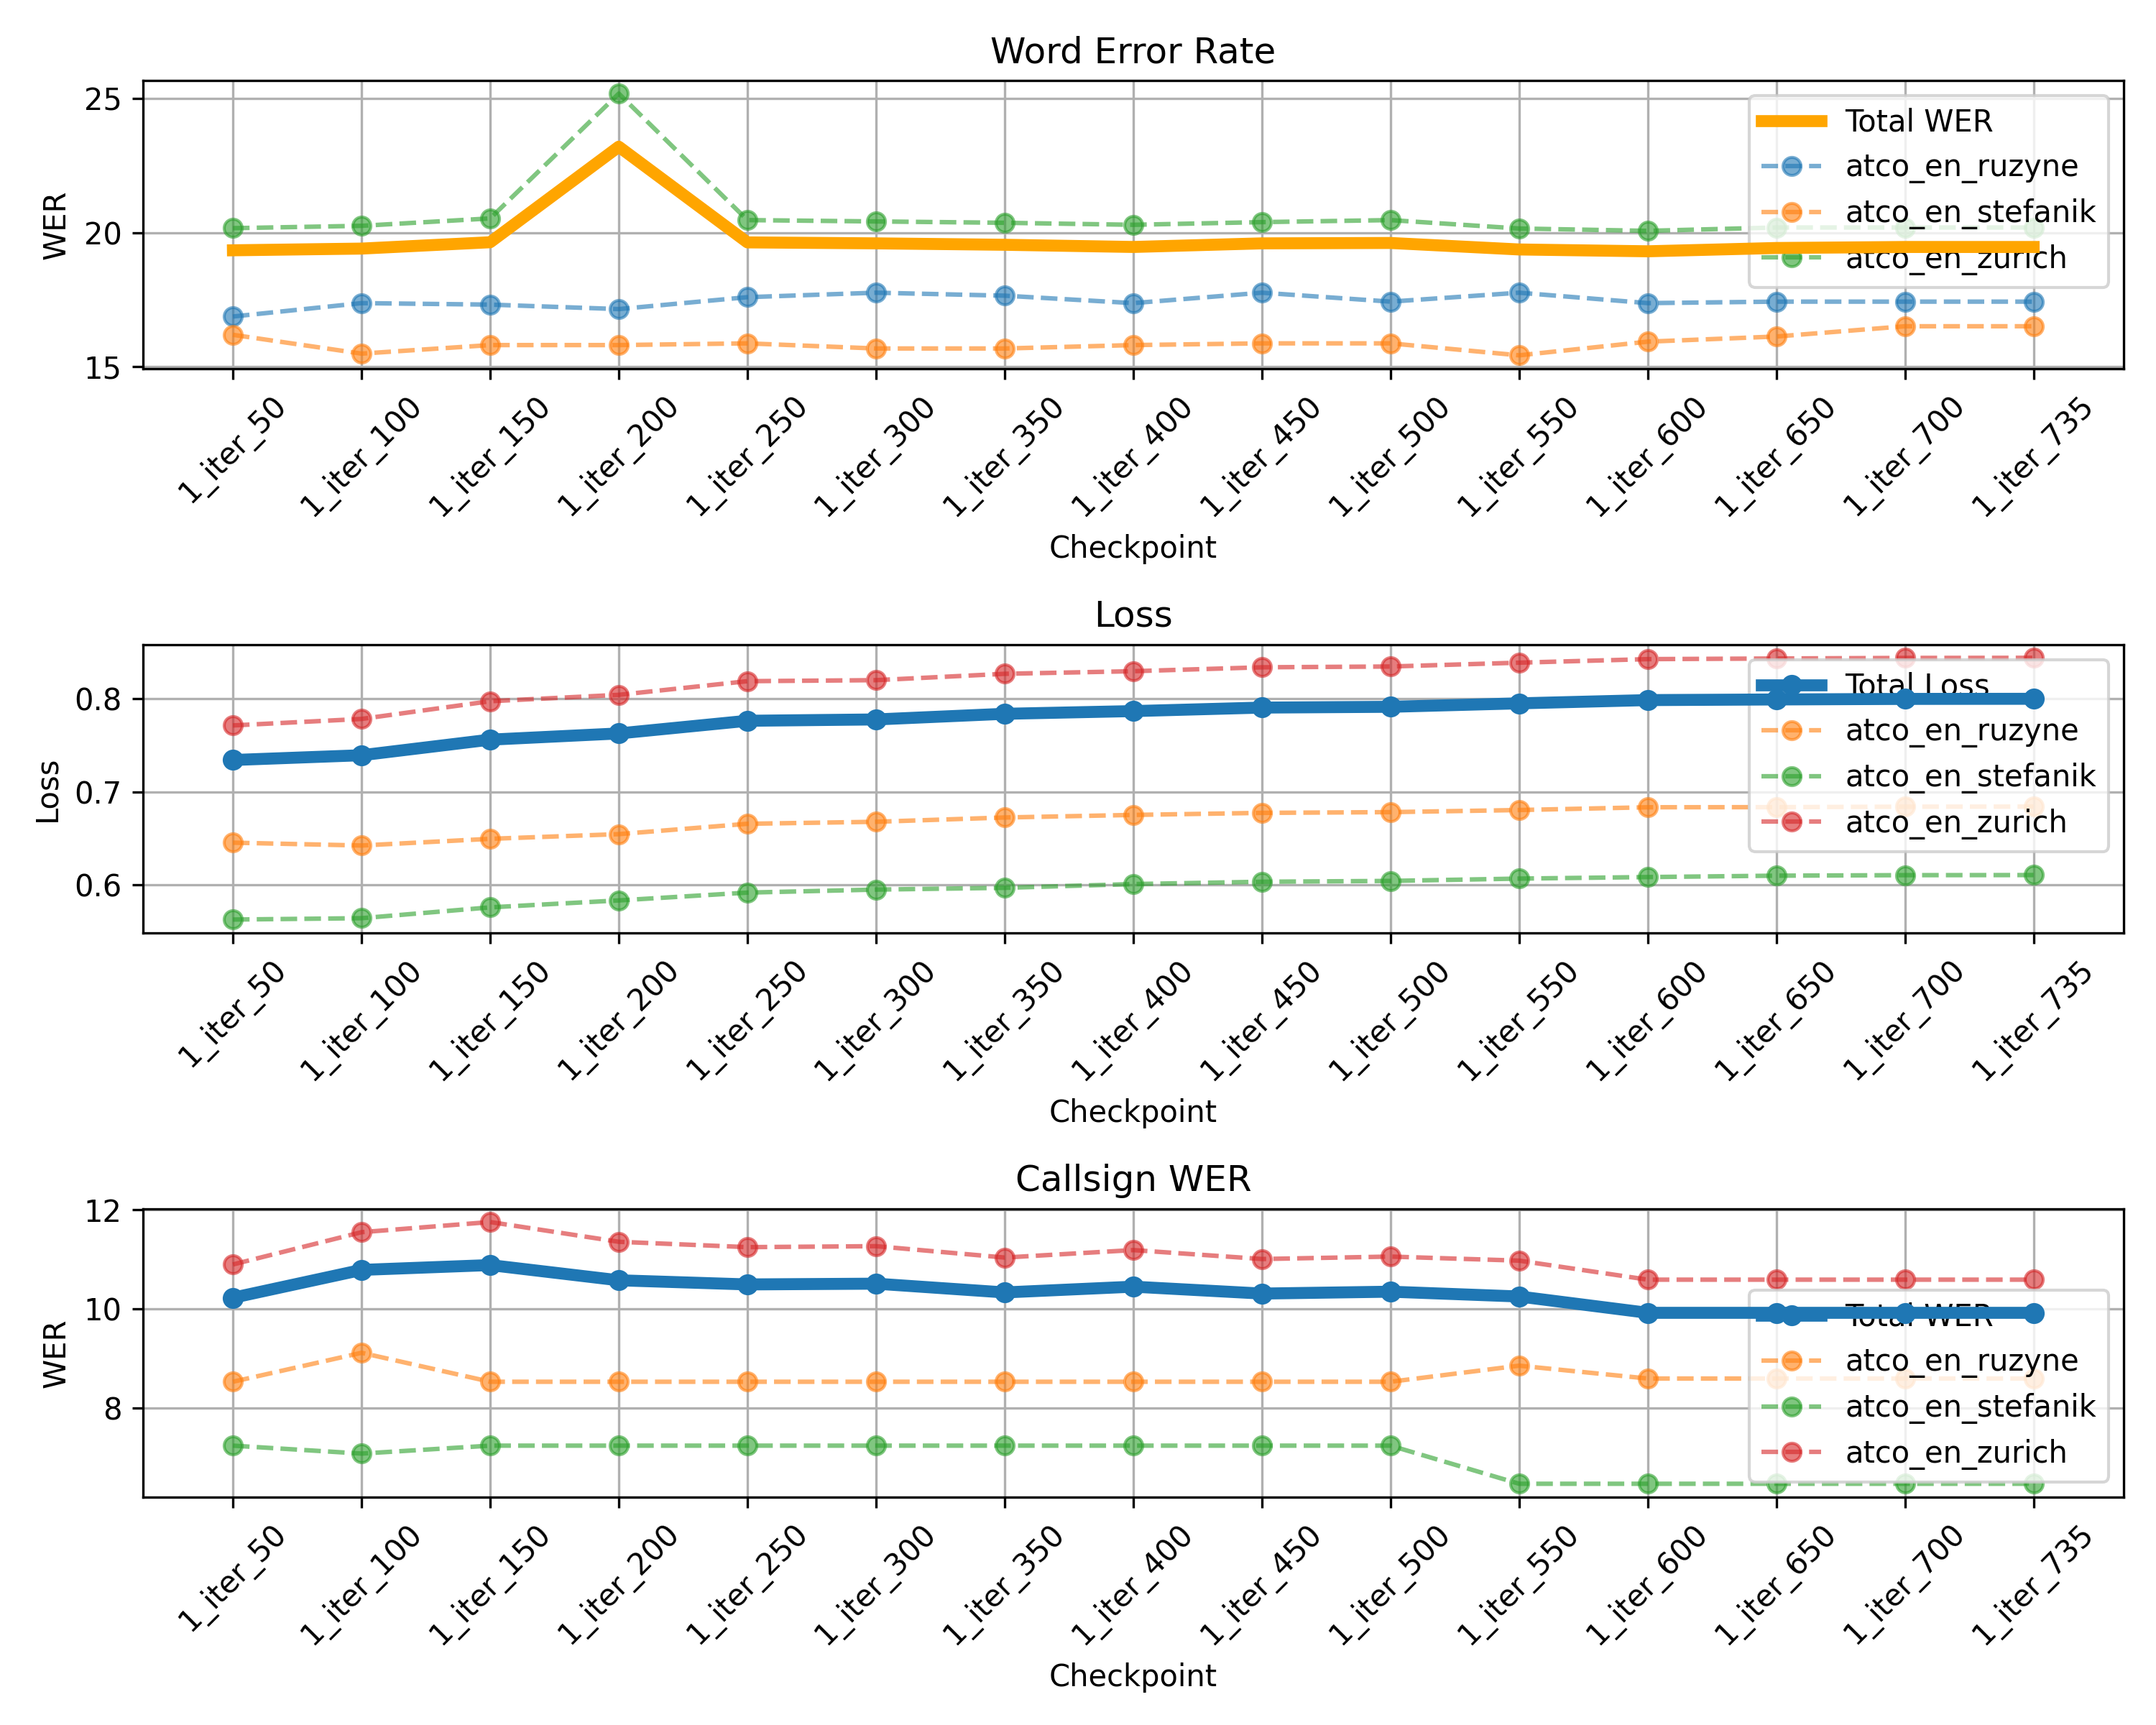 Word Error Rate
WER
25
20
15
Total WER
atco_en_ruzyne
atco_en_stefanik
atco_en_zurich
1_iter_50
1_iter_100
1_iter_150
1_iter_200
1_iter_250
1_iter_300
1_iter_350
1_iter_400
1_iter_450
1_iter_500
1_iter_550
1_iter_600
1_iter_650
1_iter_700
1_iter_735
Checkpoint
Loss
Loss
0.8
0.7
0.6
Total Loss
atco_en_ruzyne
atco_en_stefanik
atco_en_zurich
1_iter_50
1_iter_100
1_iter_150
1_iter_200
1_iter_250
1_iter_300
1_iter_350
1_iter_400
1_iter_450
1_iter_500
1_iter_550
1_iter_600
1_iter_650
1_iter_700
1_iter_735
Checkpoint
Callsign WER
WER
12
10
8
Total WER
atco_en_ruzyne
atco_en_stefanik
atco_en_zurich
1_iter_50
1_iter_100
1_iter_150
1_iter_200
1_iter_250
1_iter_300
1_iter_350
1_iter_400
1_iter_450
1_iter_500
1_iter_550
1_iter_600
1_iter_650
1_iter_700
1_iter_735
Checkpoint